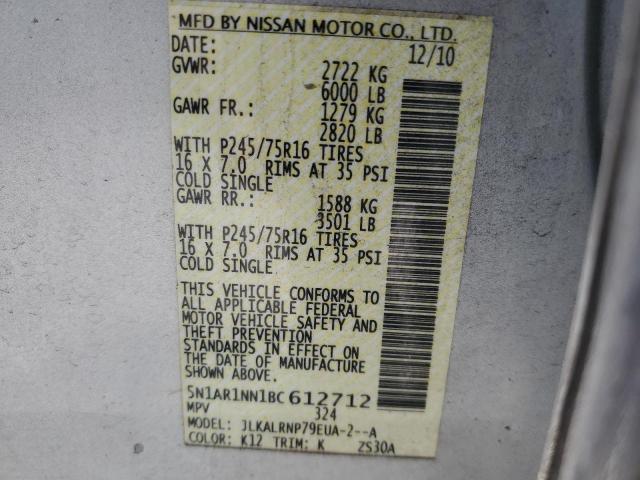 MFD BY NISSAN MOTOR CO., LTD.
DATE: 12/10
GVWR: 2722 KG
6000 LB
GAWR FR.: 1279 KG
2820 LB
WITH P245/75R16 TIRES
16 X 7.0 RIMS AT 35 PSI
COLD SINGLE
GAWR RR.: 1588 KG
3501 LB
WITH P245/75R16 TIRES
16 X 7.0 RIMS AT 35 PSI
COLD SINGLE
THIS VEHICLE CONFORMS TO
ALL APPLICABLE FEDERAL
MOTOR VEHICLE SAFETY AND
THEFT PREVENTION
STANDARDS IN EFFECT ON
THE DATE OF MANUFACTURE
SHOWN ABOVE.
5N1AR1NN1BC612712
MPV 324
MODEL: JLKALRNP79EUA-2--A
COLOR: K12 TRIM: K 2S30A